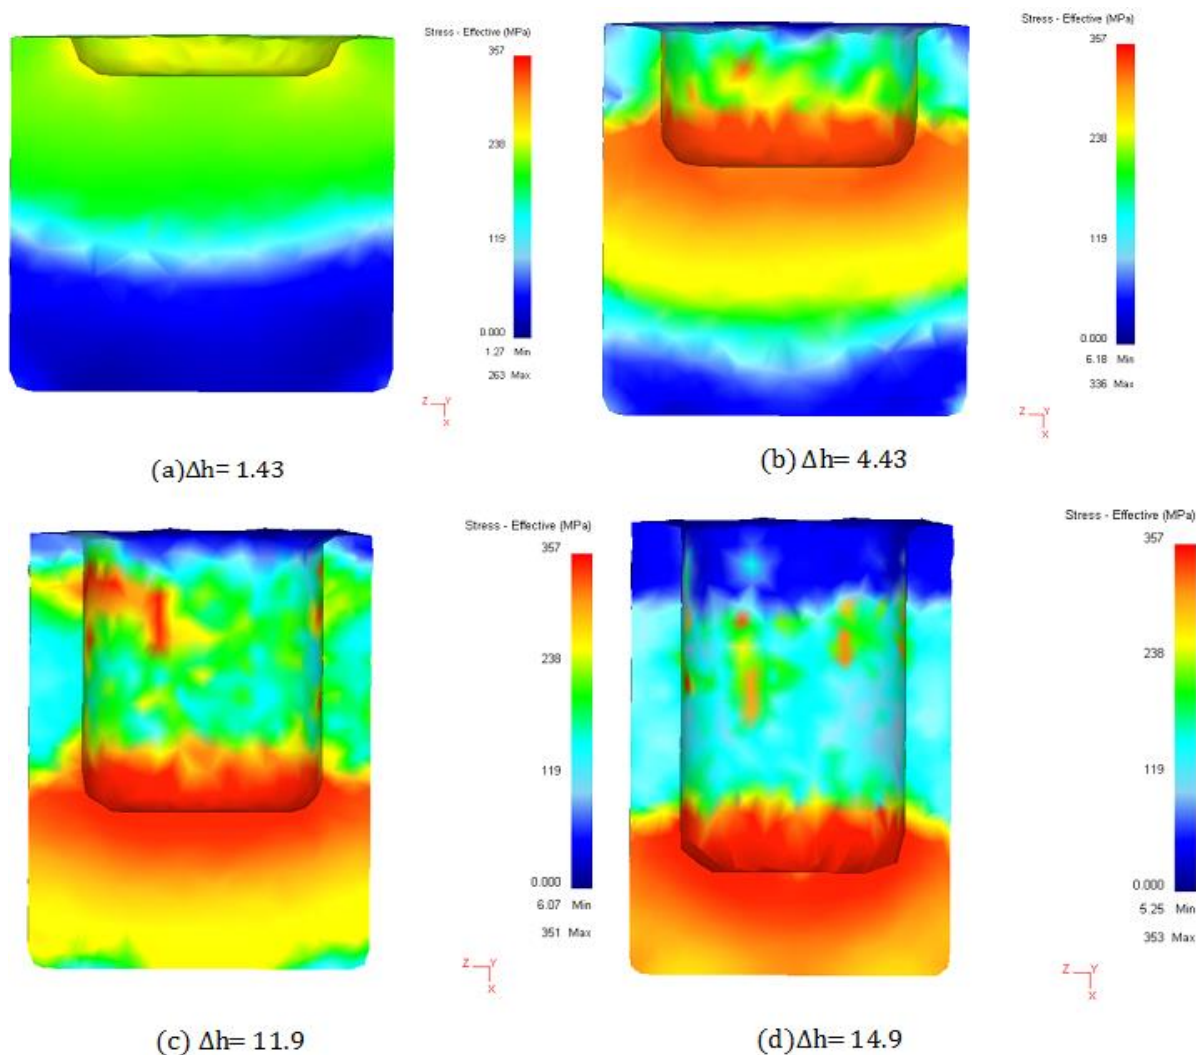 Stress - Effective (MPa)
357
238
119
0.000
1.27 Min
263 Max
Z Y
X
(a)Δh= 1.43
Stress - Effective (MPa)
357
238
119
0.000
6.18 Min
336 Max
Z Y
X
(b) Δh= 4.43
Stress - Effective (MPa)
357
238
119
0.000
6.07 Min
351 Max
Z Y
X
(c) Δh= 11.9
Stress - Effective (MPa)
357
238
119
0.000
5.25 Min
353 Max
Z Y
X
(d)Δh= 14.9